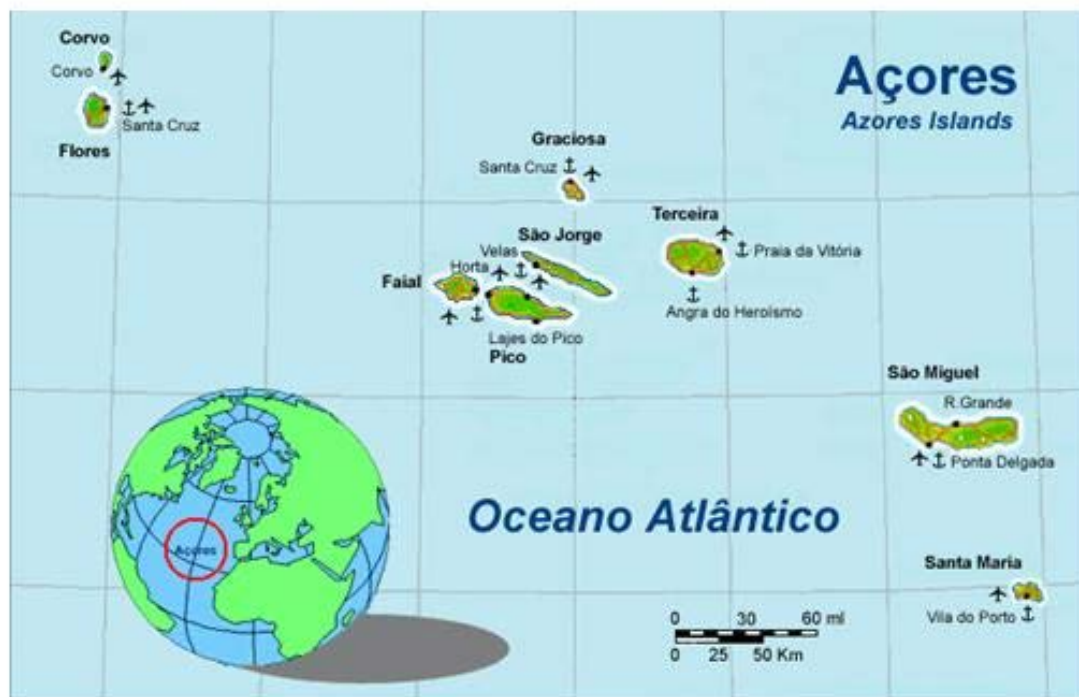 Corvo
Corvo
Santa Cruz
Flores
Açores
Azores Islands
Graciosa
Santa Cruz
Terceira
Praia da Vitória
Angra do Heroísmo
São Jorge
Velas
Horta
Faial
Lajes do Pico
Pico
São Miguel
R.Grande
Ponta Delgada
Açores
Oceano Atlântico
Santa Maria
Vila do Porto
0 30 60 ml
0 25 50 Km